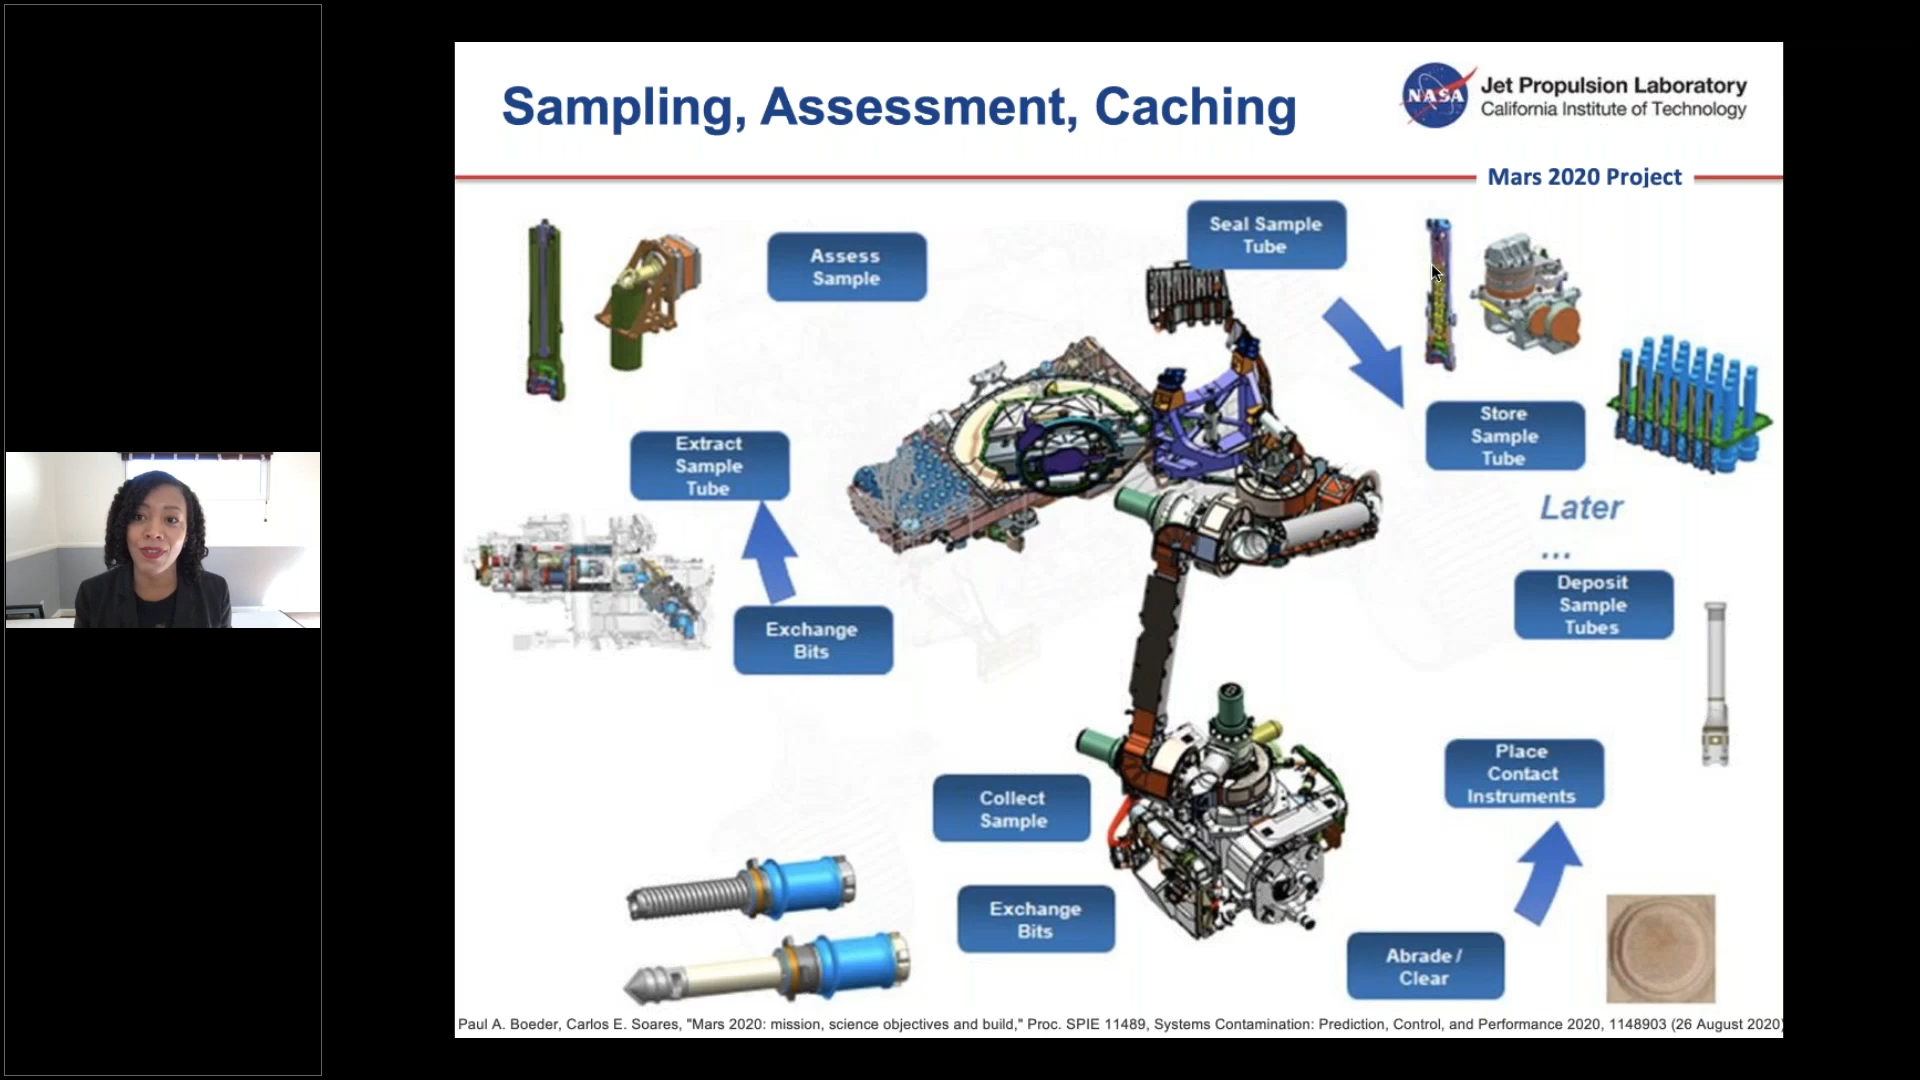 Sampling, Assessment, Caching
NASA
Jet Propulsion Laboratory
California Institute of Technology
Mars 2020 Project
Assess
Sample
Seal Sample
Tube
Extract
Sample
Tube
Store
Sample
Tube
Later
...
Exchange
Bits
Deposit
Sample
Tubes
Place
Contact
Instruments
Collect
Sample
Exchange
Bits
Abrade /
Clear
Paul A. Boeder, Carlos E. Soares, "Mars 2020: mission, science objectives and build," Proc. SPIE 11489, Systems Contamination: Prediction, Control, and Performance 2020, 1148903 (26 August 2020)